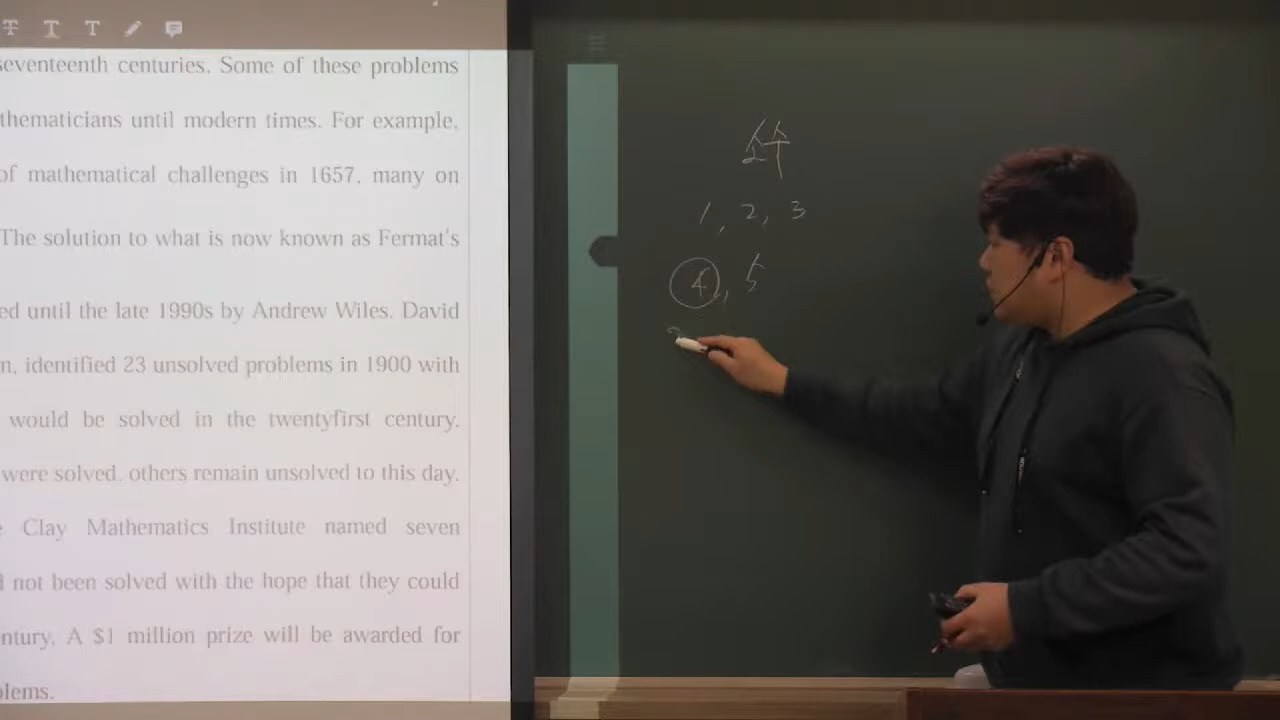 seventeenth centuries. Some of these problems
thematicians until modern times. For example,
of mathematical challenges in 1657, many on
The solution to what is now known as Fermat's
ed until the late 1990s by Andrew Wiles. David
n, identified 23 unsolved problems in 1900 with
would be solved in the twentyfirst century.
were solved, others remain unsolved to this day.
e Clay Mathematics Institute named seven
d not been solved with the hope that they could
ntury. A $1 million prize will be awarded for
blems.
소수
1, 2, 3
4, 5